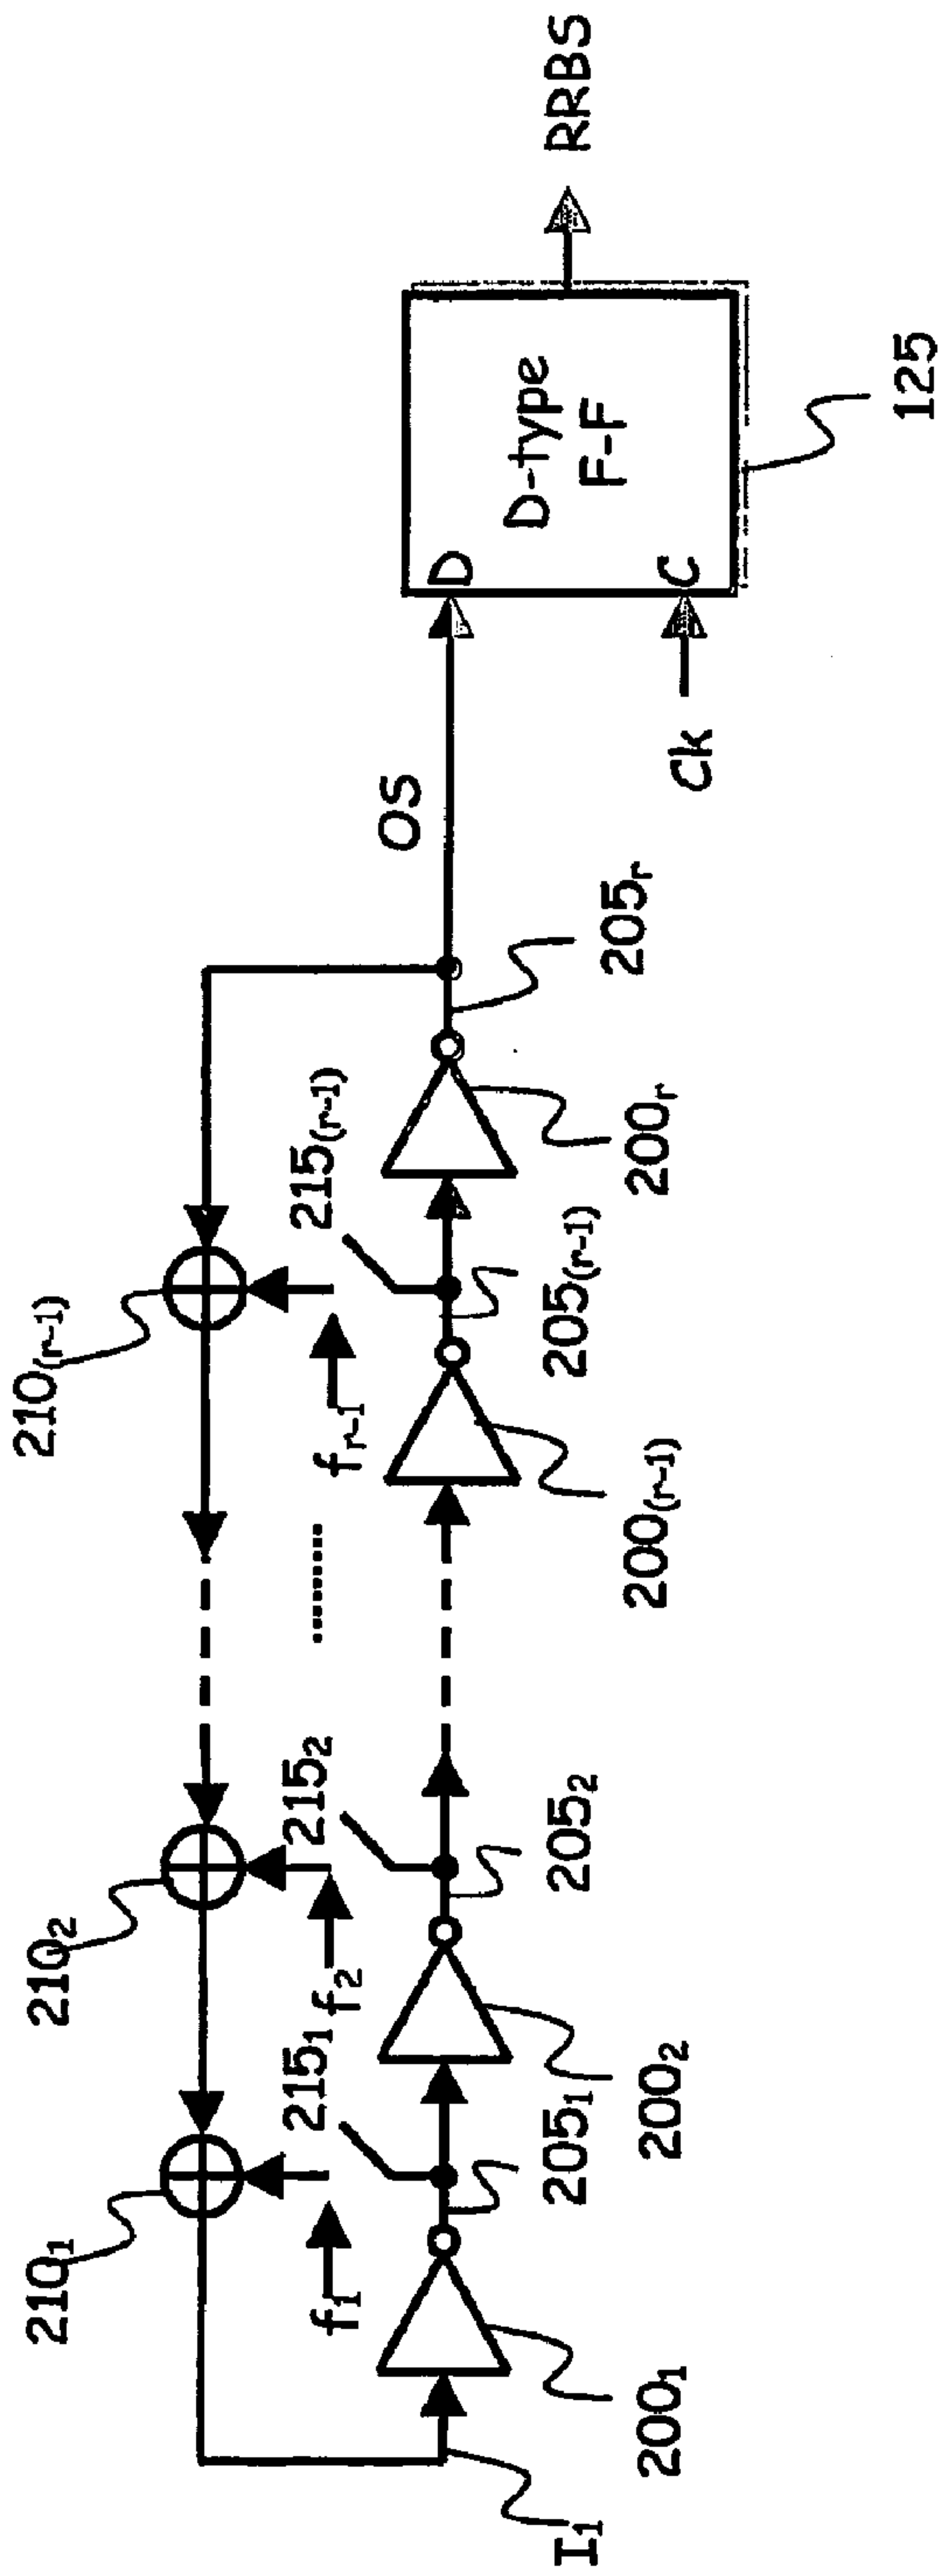 210₁ 210₂ 210₍ᵣ₋₁₎
215₁ 215₂ 215₍ᵣ₋₁₎
f₁ f₂ ........ fᵣ₋₁
OS
I₁
205₁ 205₂ 205₍ᵣ₋₁₎ 205ᵣ
200₁ 200₂ 200₍ᵣ₋₁₎ 200ᵣ
D
D-type
F-F
C
Ck
RRBS
125